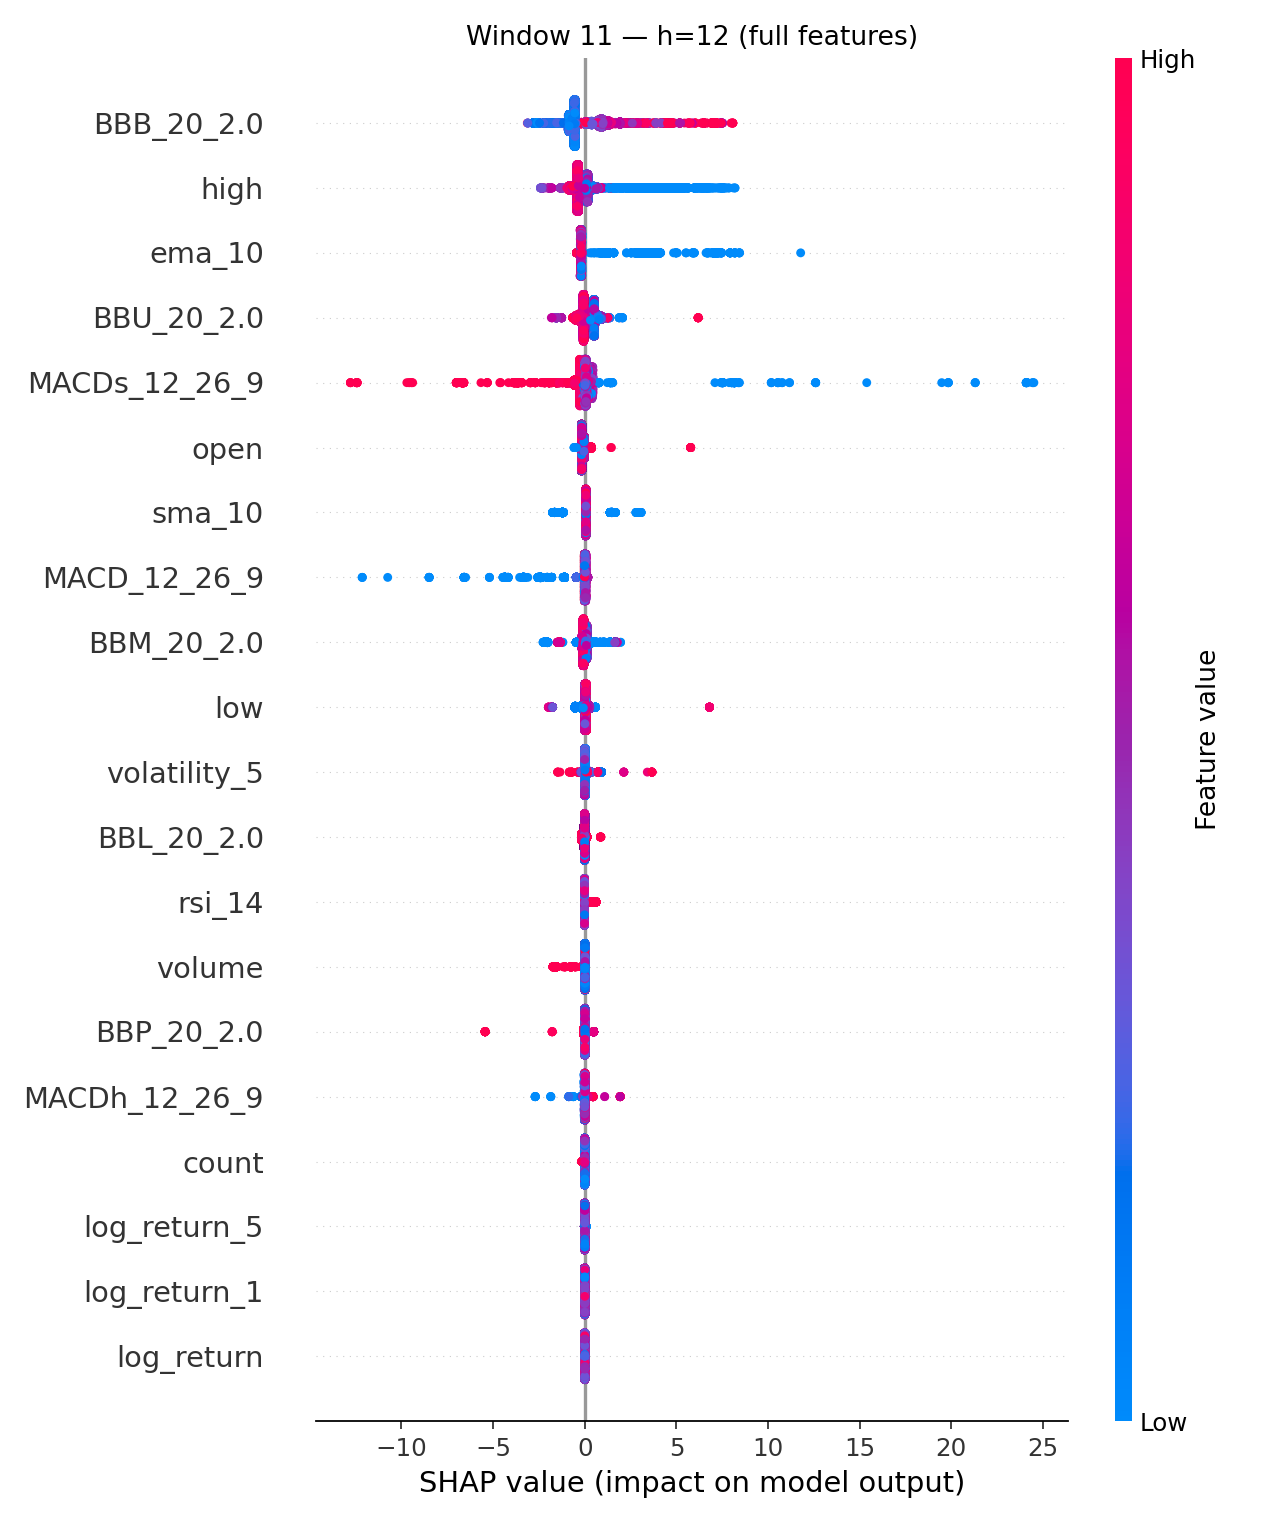 Window 11 — h=12 (full features)
High
BBB_20_2.0
high
ema_10
BBU_20_2.0
MACDs_12_26_9
open
sma_10
MACD_12_26_9
BBM_20_2.0
low
volatility_5
BBL_20_2.0
rsi_14
volume
BBP_20_2.0
MACDh_12_26_9
count
log_return_5
log_return_1
log_return
Feature value
Low
−10 −5 0 5 10 15 20 25
SHAP value (impact on model output)